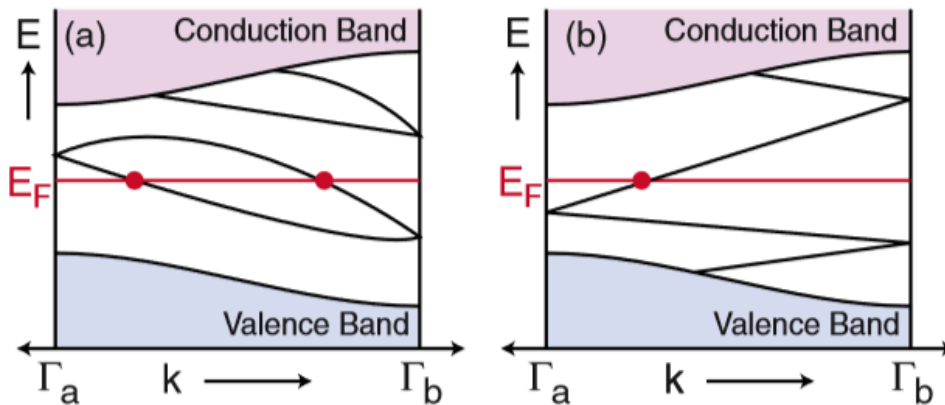 E (a) Conduction Band
E_F
Valence Band
Γa k Γb
E (b) Conduction Band
E_F
Valence Band
Γa k Γb